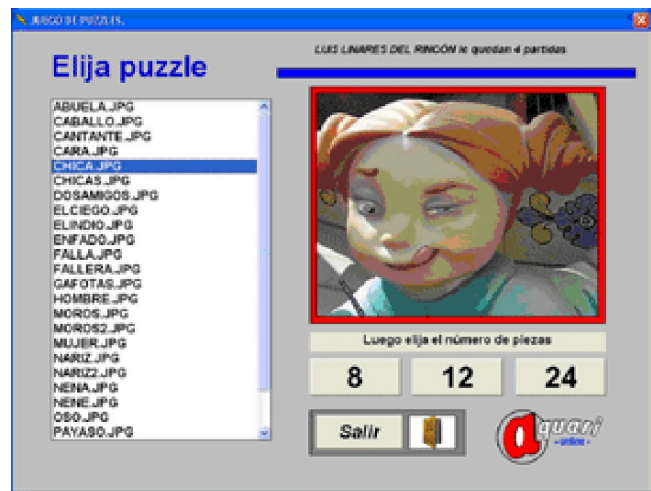 JUEGO DE PUZZLES.
LUIS LINARES DEL RINCÓN le quedan 4 partidas
Elija puzzle
ABUELA.JPG
CABALLO.JPG
CANTANTE.JPG
CARA.JPG
CHICA.JPG
CHICAS.JPG
DOSAMIGOS.JPG
ELCIEGO.JPG
ELINDIO.JPG
ENFADO.JPG
FALLA.JPG
FALLERA.JPG
GAFOTAS.JPG
HOMBRE.JPG
MOROS.JPG
MOROS2.JPG
MUJER.JPG
NARIZ.JPG
NARIZ2.JPG
NENA.JPG
NENE.JPG
OSO.JPG
PAYASO.JPG
Luego elija el número de piezas
8 12 24
Salir
aquari
- online -